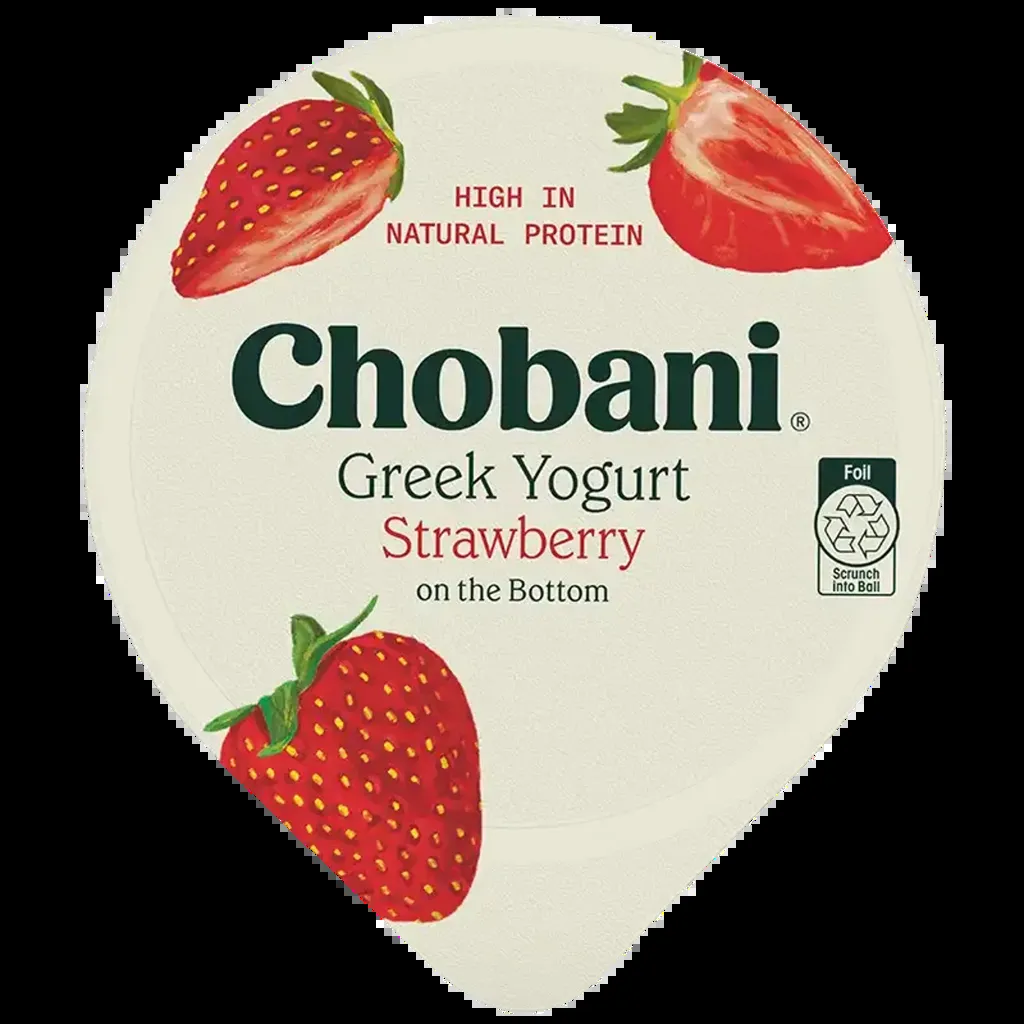 HIGH IN
NATURAL PROTEIN
Chobani®
Greek Yogurt
Strawberry
on the Bottom
Foil
Scrunch
into Ball